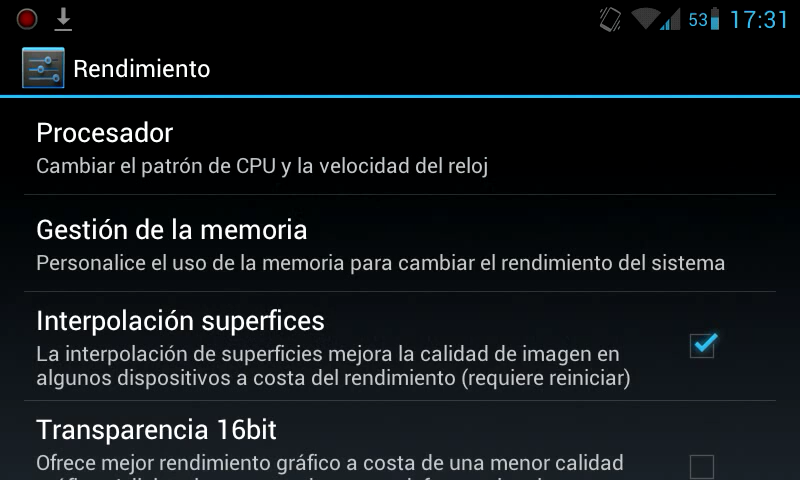 53 17:31
Rendimiento
Procesador
Cambiar el patrón de CPU y la velocidad del reloj
Gestión de la memoria
Personalice el uso de la memoria para cambiar el rendimiento del sistema
Interpolación superfices
La interpolación de superficies mejora la calidad de imagen en
algunos dispositivos a costa del rendimiento (requiere reiniciar)
Transparencia 16bit
Ofrece mejor rendimiento gráfico a costa de una menor calidad